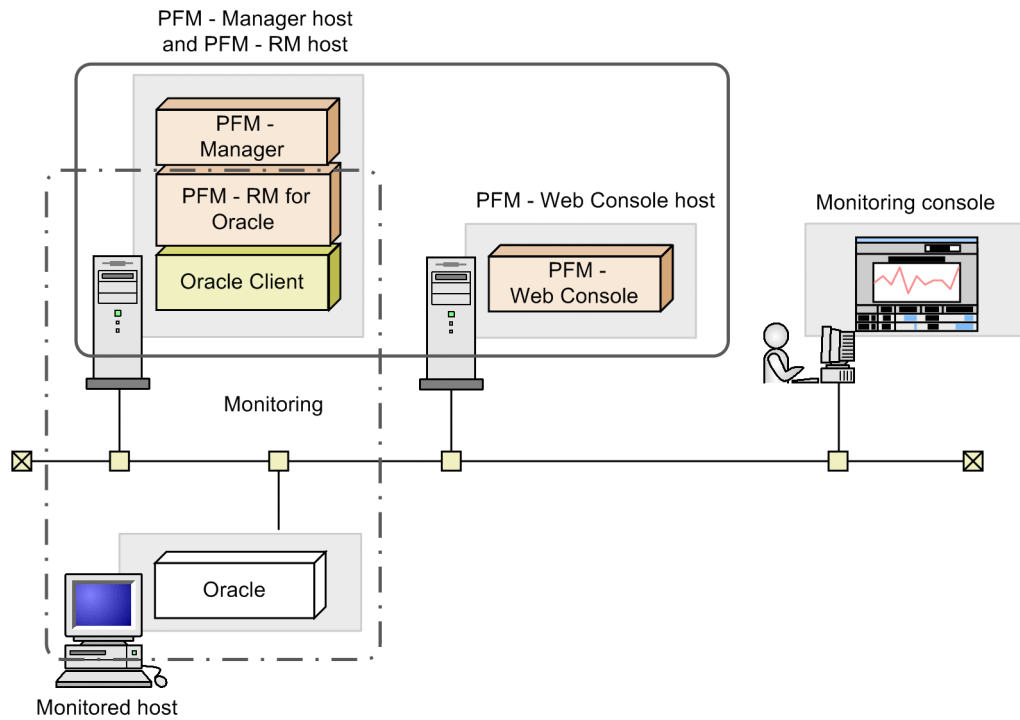 PFM - Manager host
and PFM - RM host
PFM -
Manager
PFM - RM for
Oracle
Oracle Client
PFM - Web Console host
PFM -
Web Console
Monitoring console
Monitoring
Oracle
Monitored host